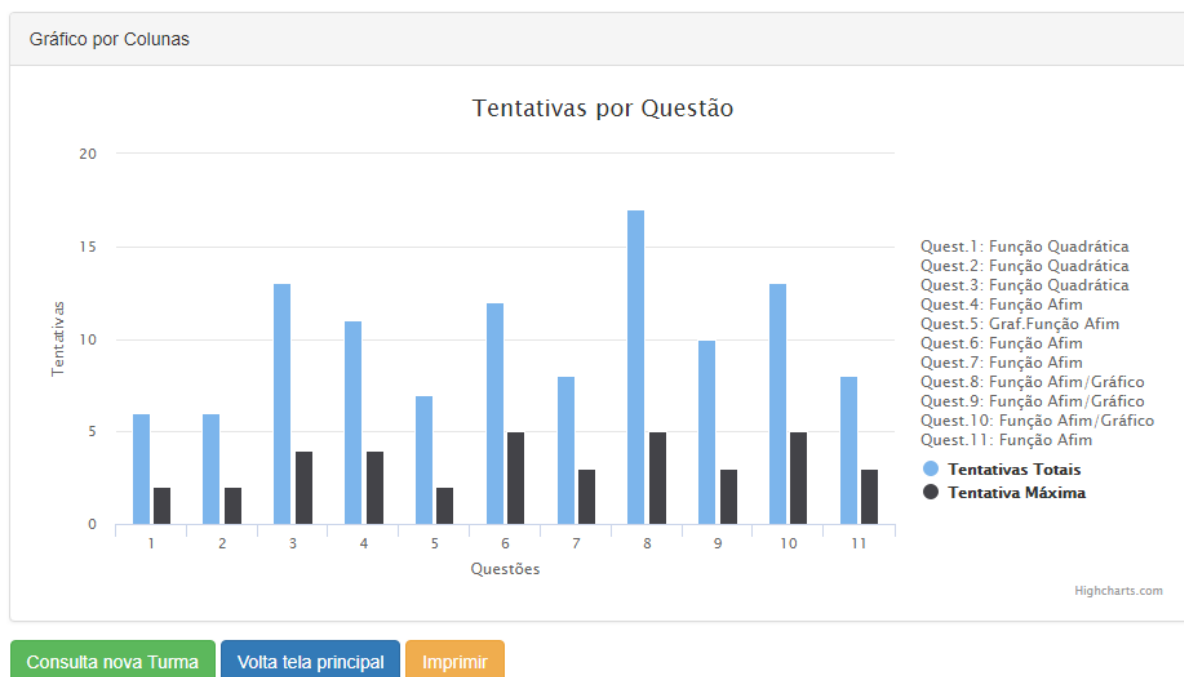 Gráfico por Colunas
Tentativas por Questão
20
15
10
5
0
Tentativas
1 2 3 4 5 6 7 8 9 10 11
Questões
Quest.1: Função Quadrática
Quest.2: Função Quadrática
Quest.3: Função Quadrática
Quest.4: Função Afim
Quest.5: Graf.Função Afim
Quest.6: Função Afim
Quest.7: Função Afim
Quest.8: Função Afim/Gráfico
Quest.9: Função Afim/Gráfico
Quest.10: Função Afim/Gráfico
Quest.11: Função Afim
Tentativas Totais
Tentativa Máxima
Highcharts.com
Consulta nova Turma Volta tela principal Imprimir